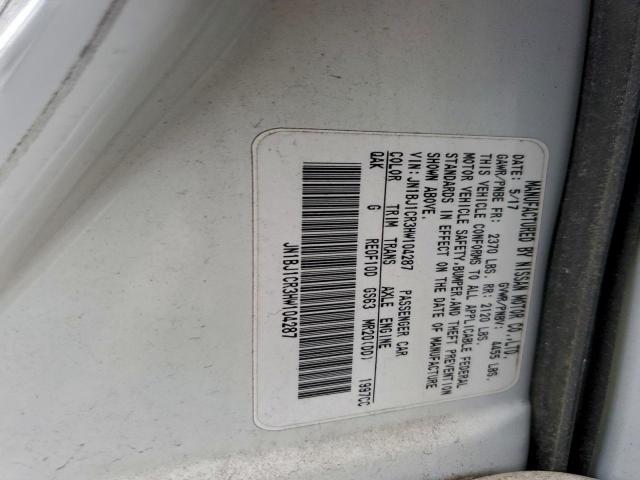 MANUFACTURED BY NISSAN MOTOR CO.,LTD.
DATE: 5/17 GVWR/PNBV: 4455 LBS.
GAWR/PNBE FR: 2370 LBS. RR: 2120 LBS.
THIS VEHICLE CONFORMS TO ALL APPLICABLE FEDERAL
MOTOR VEHICLE SAFETY,BUMPER,AND THEFT PREVENTION
STANDARDS IN EFFECT ON THE DATE OF MANUFACTURE
SHOWN ABOVE.
VIN:JN1BJ1CR3HW104287 PASSENGER CAR
COLOR TRIM TRANS AXLE ENGINE
QAK G RE0F10D GS63 MR20(DD) 1997CC
JN1BJ1CR3HW104287